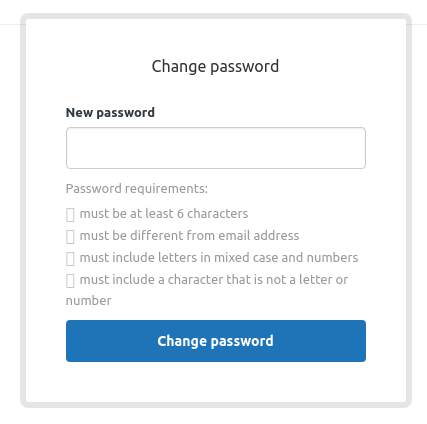 Change password
New password
Password requirements:
must be at least 6 characters
must be different from email address
must include letters in mixed case and numbers
must include a character that is not a letter or
number
Change password